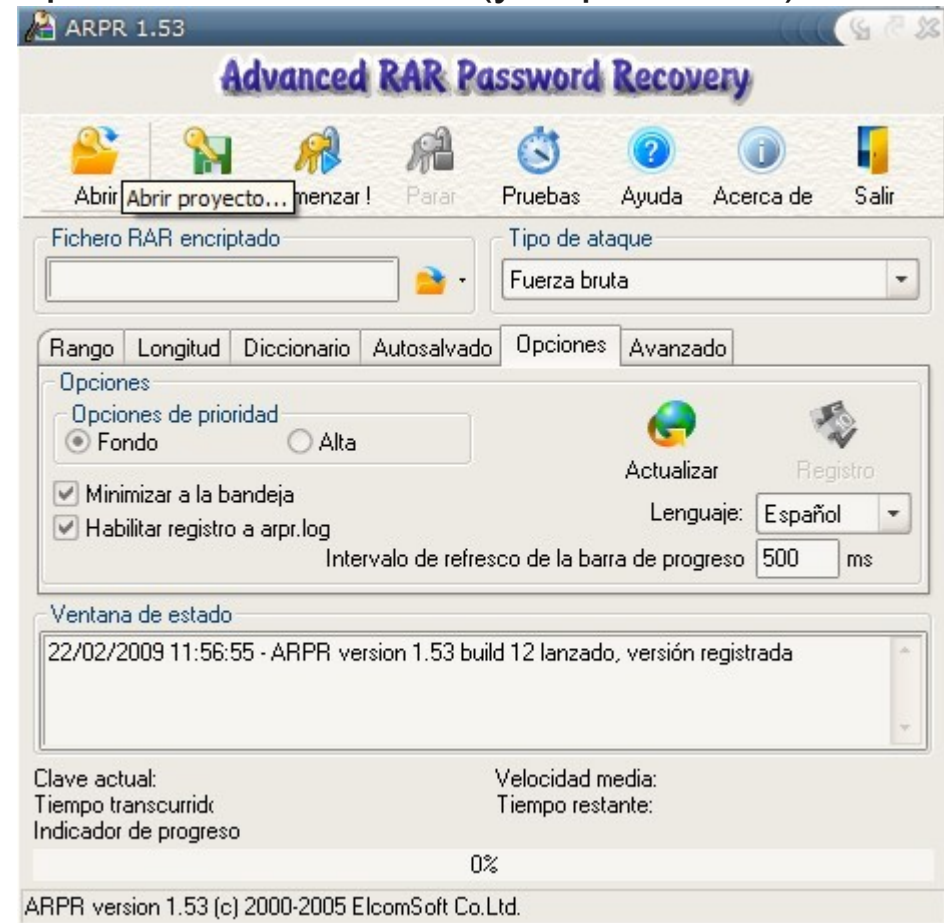 ARPR 1.53
Advanced RAR Password Recovery
Abrir
Abrir proyecto...
menzar !
Parar
Pruebas
Ayuda
Acerca de
Salir
Fichero RAR encriptado
Tipo de ataque
Fuerza bruta
Rango
Longitud
Diccionario
Autosalvado
Opciones
Avanzado
Opciones
Opciones de prioridad
Fondo
Alta
Actualizar
Registro
Minimizar a la bandeja
Lenguaje:
Español
Habilitar registro a arpr.log
Intervalo de refresco de la barra de progreso
500
ms
Ventana de estado
22/02/2009 11:56:55 - ARPR version 1.53 build 12 lanzado, versión registrada
Clave actual:
Velocidad media:
Tiempo transcurrido
Tiempo restante:
Indicador de progreso
0%
ARPR version 1.53 (c) 2000-2005 ElcomSoft Co.Ltd.